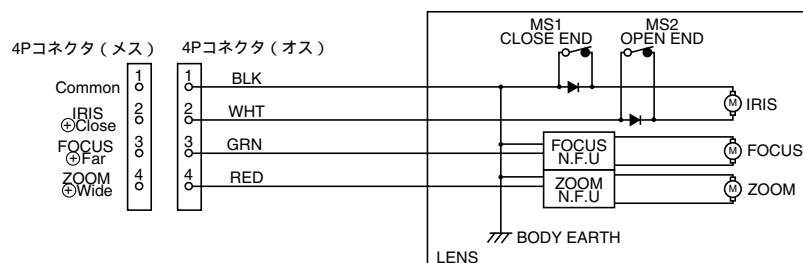 MS1
CLOSE END
MS2
OPEN END
4Pコネクタ（メス）
4Pコネクタ（オス）
Common
1
1
BLK
IRIS
⊕Close
2
2
WHT
M
IRIS
FOCUS
⊕Far
3
3
GRN
FOCUS
N.F.U
M
FOCUS
ZOOM
⊕Wide
4
4
RED
ZOOM
N.F.U
M
ZOOM
BODY EARTH
LENS